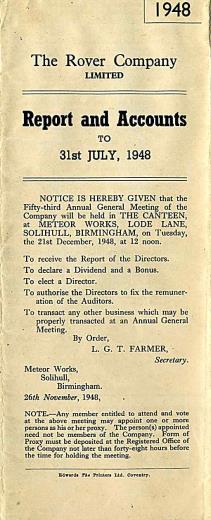 1948
The Rover Company
LIMITED
Report and Accounts
TO
31st JULY, 1948
NOTICE IS HEREBY GIVEN that the
Fifty-third Annual General Meeting of the
Company will be held in THE CANTEEN,
at METEOR WORKS, LODE LANE,
SOLIHULL, BIRMINGHAM, on Tuesday,
the 21st December, 1948, at 12 noon.
To receive the Report of the Directors.
To declare a Dividend and a Bonus.
To elect a Director.
To authorise the Directors to fix the remuner-
ation of the Auditors.
To transact any other business which may be
properly transacted at an Annual General
Meeting.
By Order,
L. G. T. FARMER,
Secretary.
Meteor Works,
Solihull,
Birmingham.
26th November, 1948,
NOTE.—Any member entitled to attend and vote
at the above meeting may appoint one or more
persons as his or her proxy. The person(s) appointed
need not be members of the Company. Form of
Proxy must be deposited at the Registered Office of
the Company not later than forty-eight hours before
the time for holding the meeting.
Edwards The Printers Ltd. Coventry.